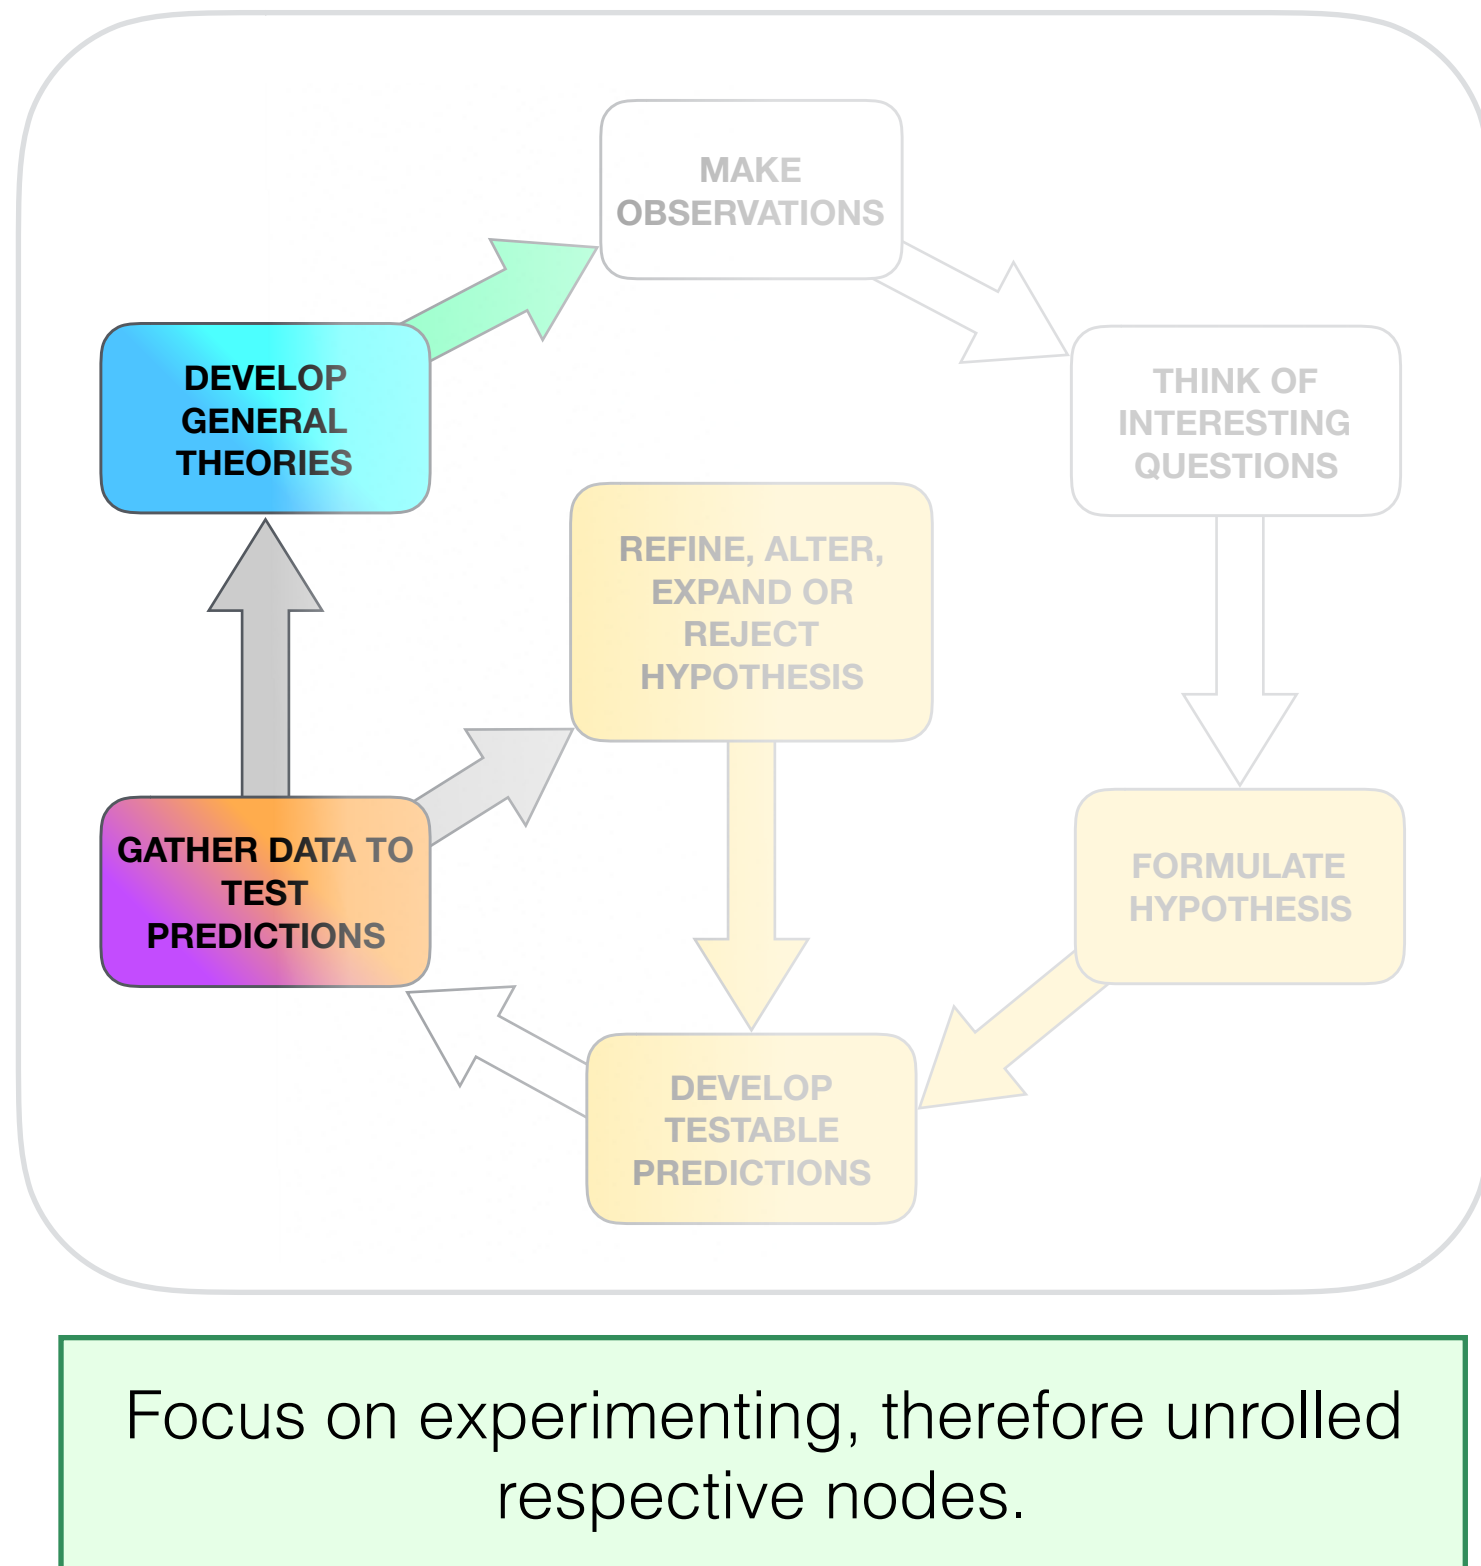 MAKE
OBSERVATIONS
THINK OF
INTERESTING
QUESTIONS
DEVELOP
GENERAL
THEORIES
REFINE, ALTER,
EXPAND OR
REJECT
HYPOTHESIS
GATHER DATA TO
TEST
PREDICTIONS
FORMULATE
HYPOTHESIS
DEVELOP
TESTABLE
PREDICTIONS
Focus on experimenting, therefore unrolled
respective nodes.